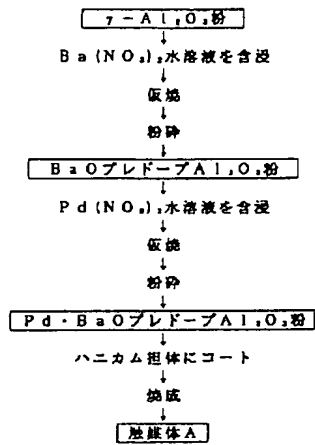 γ－Al₂O₃粉
Ba(NO₃)₂水溶液を含浸
仮焼
粉砕
BaOプレドープAl₂O₃粉
Pd(NO₃)₂水溶液を含浸
仮焼
粉砕
Pd・BaOプレドープAl₂O₃粉
ハニカム担体にコート
焼成
触媒体A